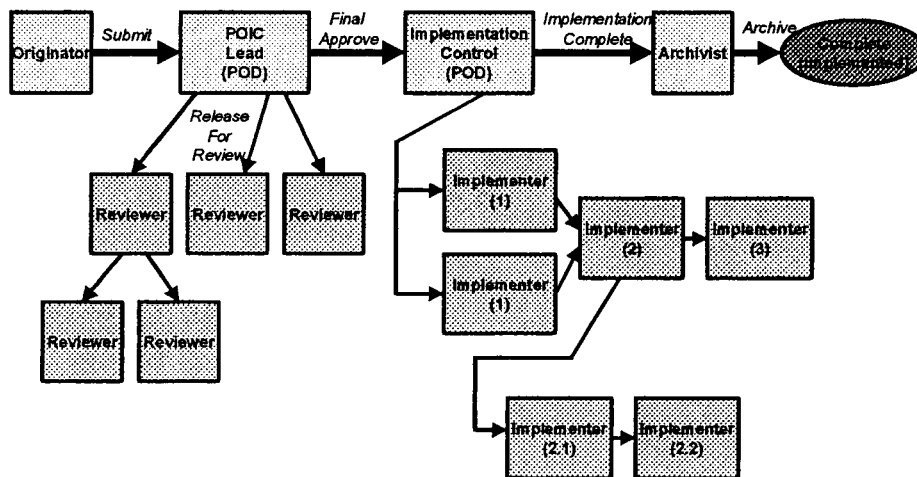 Originator
Submit
POIC
Lead
(POD)
Final
Approve
Implementation
Control
(POD)
Implementation
Complete
Archivist
Archive
Complete
(Implemented)
Release
For
Review
Reviewer
Reviewer
Reviewer
Reviewer
Reviewer
Implementer
(1)
Implementer
(1)
Implementer
(2)
Implementer
(3)
Implementer
(2.1)
Implementer
(2.2)